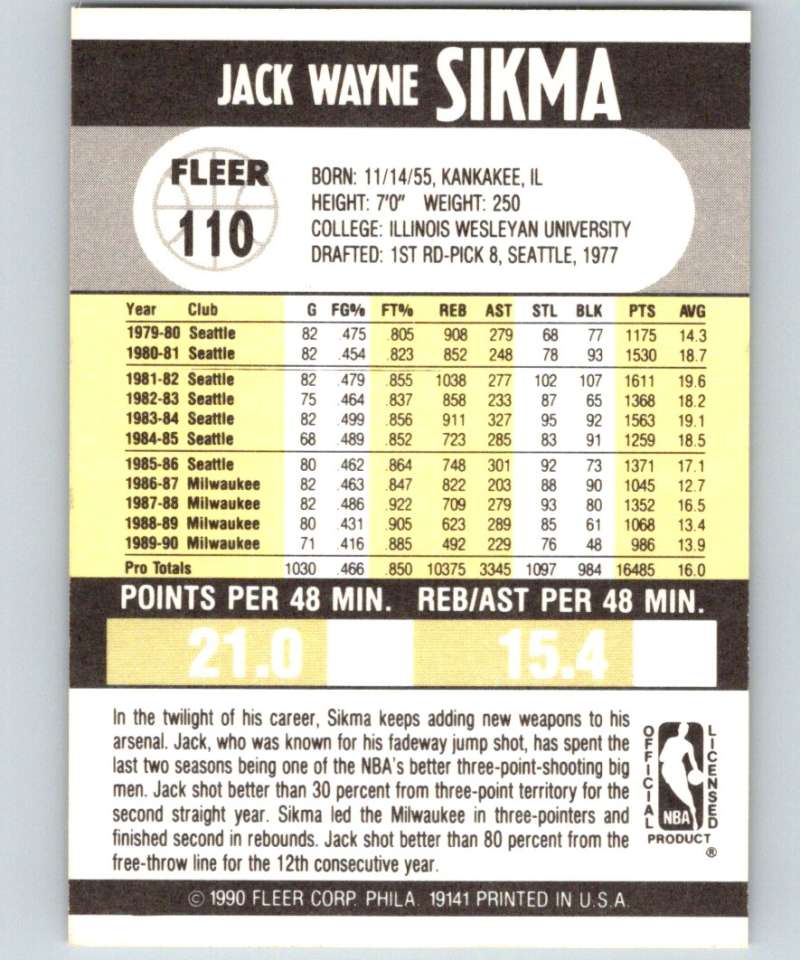 JACK WAYNE SIKMA
FLEER
110
BORN: 11/14/55, KANKAKEE, IL
HEIGHT: 7'0" WEIGHT: 250
COLLEGE: ILLINOIS WESLEYAN UNIVERSITY
DRAFTED: 1ST RD-PICK 8, SEATTLE, 1977
Year Club G FG% FT% REB AST STL BLK PTS AVG
1979-80 Seattle 82 .475 .805 908 279 68 77 1175 14.3
1980-81 Seattle 82 .454 .823 852 248 78 93 1530 18.7
1981-82 Seattle 82 .479 .855 1038 277 102 107 1611 19.6
1982-83 Seattle 75 .464 .837 858 233 87 65 1368 18.2
1983-84 Seattle 82 .499 .856 911 327 95 92 1563 19.1
1984-85 Seattle 68 .489 .852 723 285 83 91 1259 18.5
1985-86 Seattle 80 .462 .864 748 301 92 73 1371 17.1
1986-87 Milwaukee 82 .463 .847 822 203 88 90 1045 12.7
1987-88 Milwaukee 82 .486 .922 709 279 93 80 1352 16.5
1988-89 Milwaukee 80 .431 .905 623 289 85 61 1068 13.4
1989-90 Milwaukee 71 .416 .885 492 229 76 48 986 13.9
Pro Totals 1030 .466 .850 10375 3345 1097 984 16485 16.0
POINTS PER 48 MIN. REB/AST PER 48 MIN.
21.0 15.4
In the twilight of his career, Sikma keeps adding new weapons to his
arsenal. Jack, who was known for his fadeway jump shot, has spent the
last two seasons being one of the NBA's better three-point-shooting big
men. Jack shot better than 30 percent from three-point territory for the
second straight year. Sikma led the Milwaukee in three-pointers and
finished second in rebounds. Jack shot better than 80 percent from the
free-throw line for the 12th consecutive year.
OFFICIAL
LICENSED
NBA
PRODUCT
®
© 1990 FLEER CORP. PHILA. 19141 PRINTED IN U.S.A.